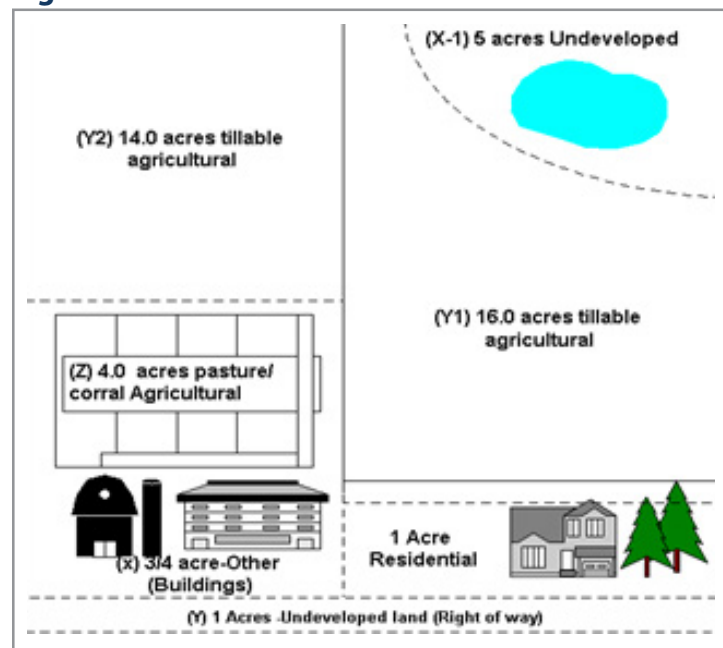 (X-1) 5 acres Undeveloped
(Y2) 14.0 acres tillable
agricultural
(Y1) 16.0 acres tillable
agricultural
(Z) 4.0 acres pasture/
corral Agricultural
(x) 3/4 acre-Other
(Buildings)
1 Acre
Residential
(Y) 1 Acres -Undeveloped land (Right of way)